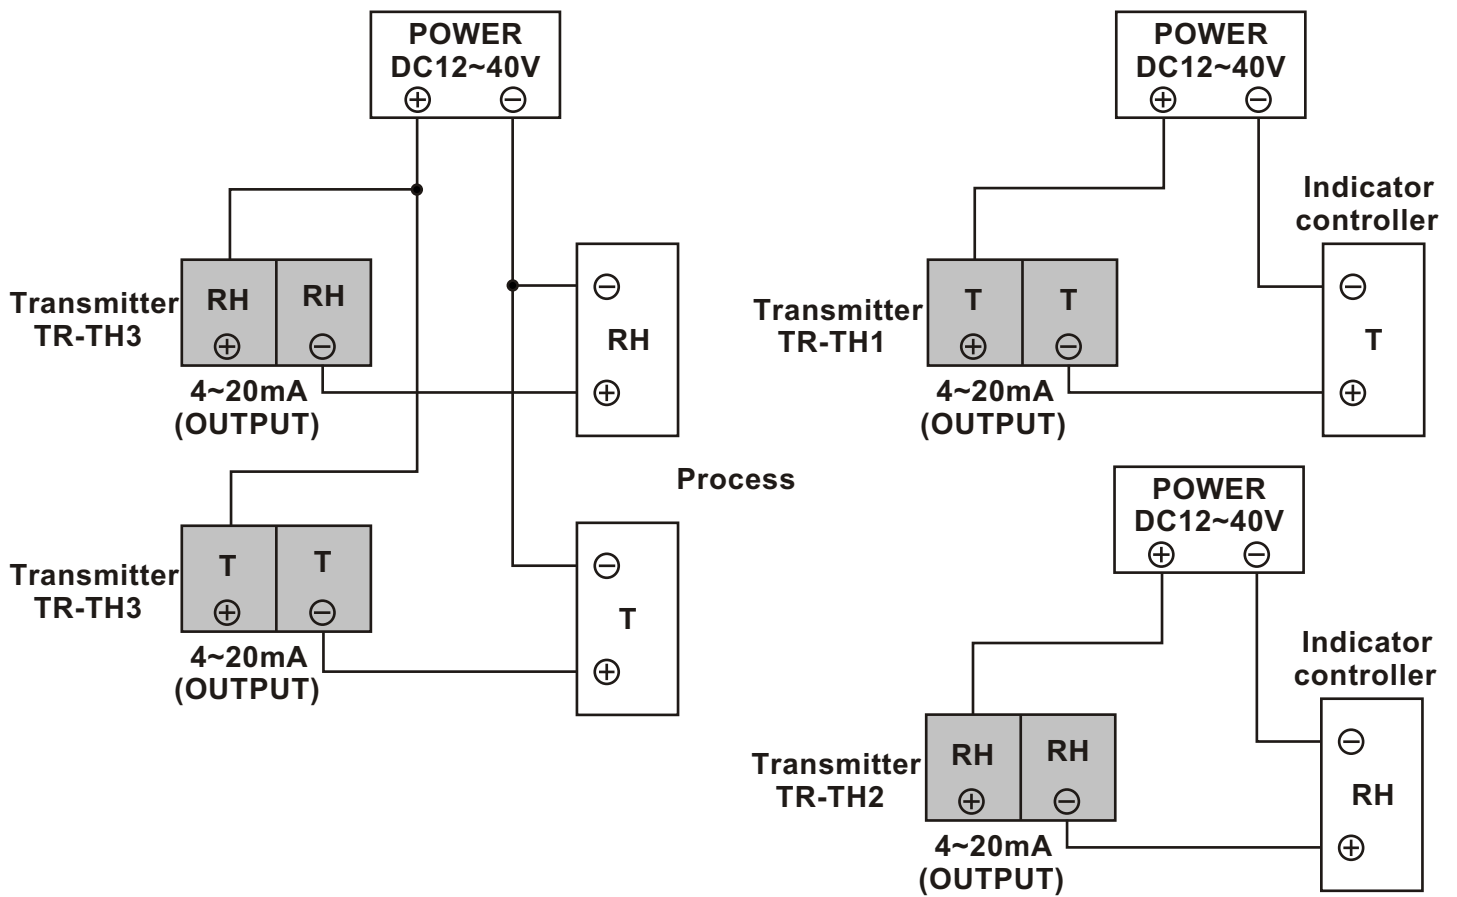 POWER
DC12~40V
⊕ ⊖
Transmitter
TR-TH3
RH RH
⊕ ⊖
4~20mA
(OUTPUT)
⊖
RH
⊕
Transmitter
TR-TH3
T T
⊕ ⊖
4~20mA
(OUTPUT)
Process
⊖
T
⊕
POWER
DC12~40V
⊕ ⊖
Indicator
controller
Transmitter
TR-TH1
T T
⊕ ⊖
4~20mA
(OUTPUT)
⊖
T
⊕
POWER
DC12~40V
⊕ ⊖
Indicator
controller
Transmitter
TR-TH2
RH RH
⊕ ⊖
4~20mA
(OUTPUT)
⊖
RH
⊕